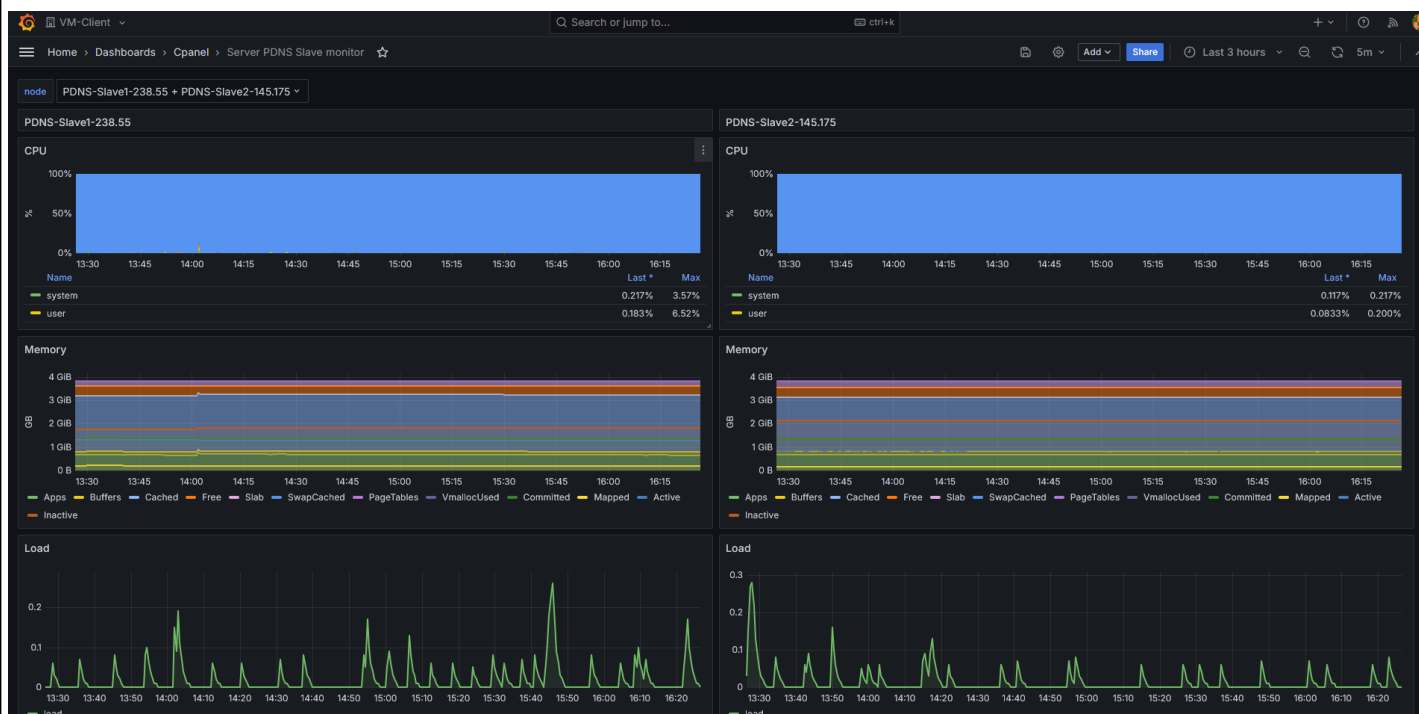 VM-Client
Search or jump to...
ctrl+k
Home › Dashboards › Cpanel › Server PDNS Slave monitor
Add
Share
Last 3 hours
5m
node
PDNS-Slave1-238.55 + PDNS-Slave2-145.175
PDNS-Slave1-238.55
CPU
%
100%
50%
0%
13:30 13:45 14:00 14:15 14:30 14:45 15:00 15:15 15:30 15:45 16:00 16:15
Name Last * Max
system 0.217% 3.57%
user 0.183% 6.52%
Memory
GB
4 GiB
3 GiB
2 GiB
1 GiB
0 B
13:30 13:45 14:00 14:15 14:30 14:45 15:00 15:15 15:30 15:45 16:00 16:15
Apps Buffers Cached Free Slab SwapCached PageTables VmallocUsed Committed Mapped Active
Inactive
Load
0.2
0.1
0
13:30 13:40 13:50 14:00 14:10 14:20 14:30 14:40 14:50 15:00 15:10 15:20 15:30 15:40 15:50 16:00 16:10 16:20
load
PDNS-Slave2-145.175
CPU
%
100%
50%
0%
13:30 13:45 14:00 14:15 14:30 14:45 15:00 15:15 15:30 15:45 16:00 16:15
Name Last * Max
system 0.117% 0.217%
user 0.0833% 0.200%
Memory
GB
4 GiB
3 GiB
2 GiB
1 GiB
0 B
13:30 13:45 14:00 14:15 14:30 14:45 15:00 15:15 15:30 15:45 16:00 16:15
Apps Buffers Cached Free Slab SwapCached PageTables VmallocUsed Committed Mapped Active
Inactive
Load
0.3
0.2
0.1
0
13:30 13:40 13:50 14:00 14:10 14:20 14:30 14:40 14:50 15:00 15:10 15:20 15:30 15:40 15:50 16:00 16:10 16:20
load